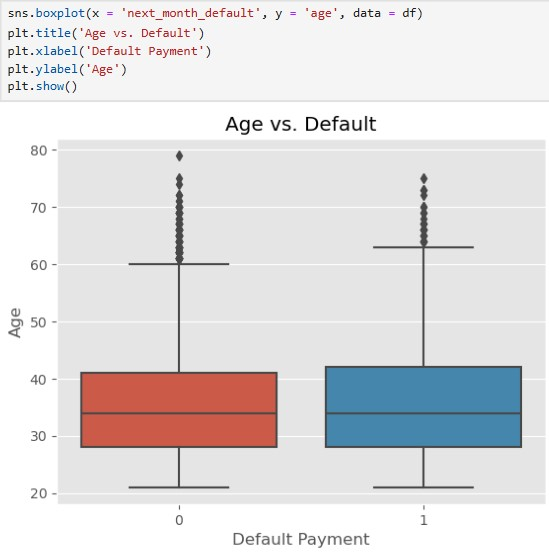 sns.boxplot(x = 'next_month_default', y = 'age', data = df)
plt.title('Age vs. Default')
plt.xlabel('Default Payment')
plt.ylabel('Age')
plt.show()
Age vs. Default
80
70
60
50
40
30
20
Age
0 1
Default Payment